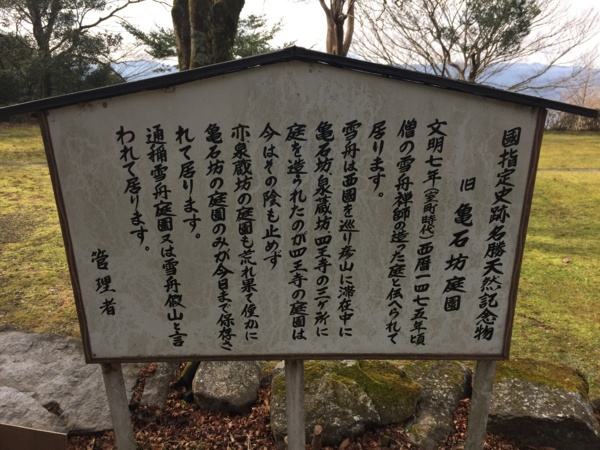 國指定史跡名勝天然記念物
旧 亀石坊庭園
文明七年(室町時代)西暦一四七五年頃
僧の雪舟禅師の造った庭と伝へられて
居ります。
雪舟は西國を巡り彦山に滞在中に
亀石坊、泉蔵坊、四王寺の三ヶ所に
庭を造られたのが四王寺の庭園は
今はその陰も止めず
亦泉蔵坊の庭園も荒れ果て僅かに
亀石坊の庭園のみが今日まで保存さ
れて居ります。
通稱雪舟庭園又は雪舟假山と言
われて居ります。
管理者